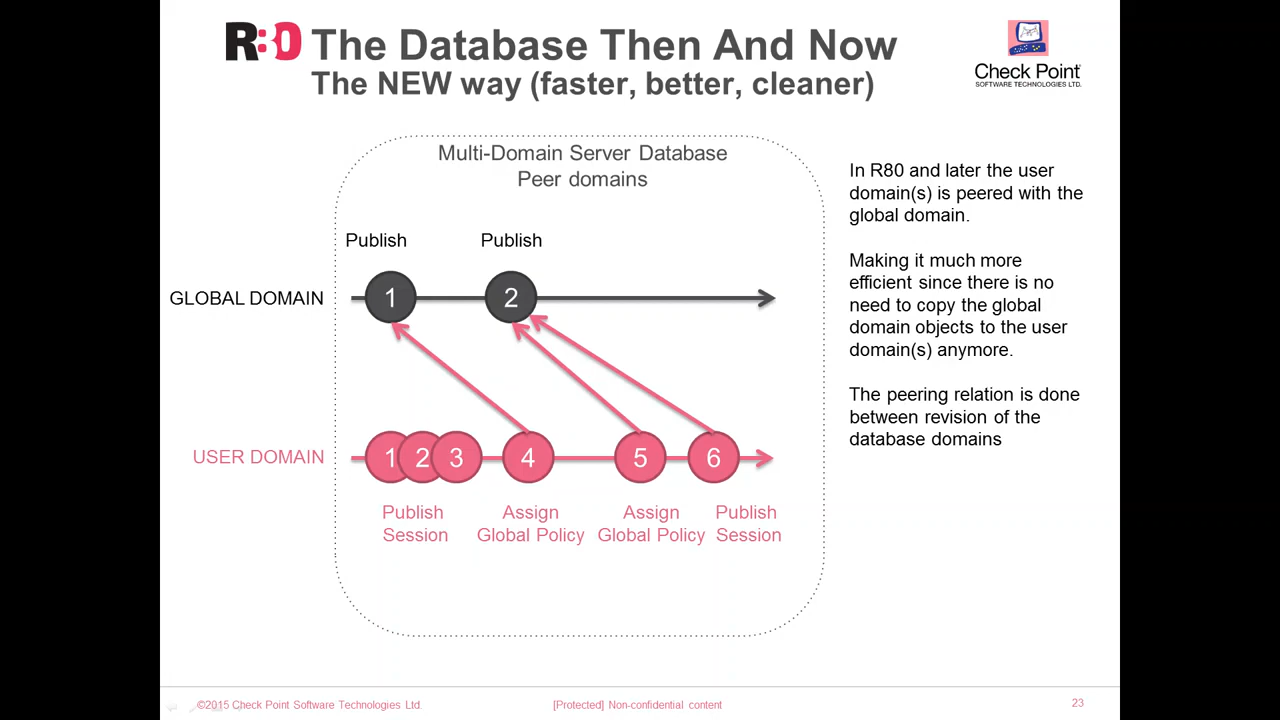 R80 The Database Then And Now
The NEW way (faster, better, cleaner)
Check Point
SOFTWARE TECHNOLOGIES LTD.
Multi-Domain Server Database
Peer domains
Publish Publish
GLOBAL DOMAIN 1 2
USER DOMAIN 1 2 3 4 5 6
Publish Assign Assign Publish
Session Global Policy Global Policy Session
In R80 and later the user
domain(s) is peered with the
global domain.
Making it much more
efficient since there is no
need to copy the global
domain objects to the user
domain(s) anymore.
The peering relation is done
between revision of the
database domains
©2015 Check Point Software Technologies Ltd. [Protected] Non-confidential content 23